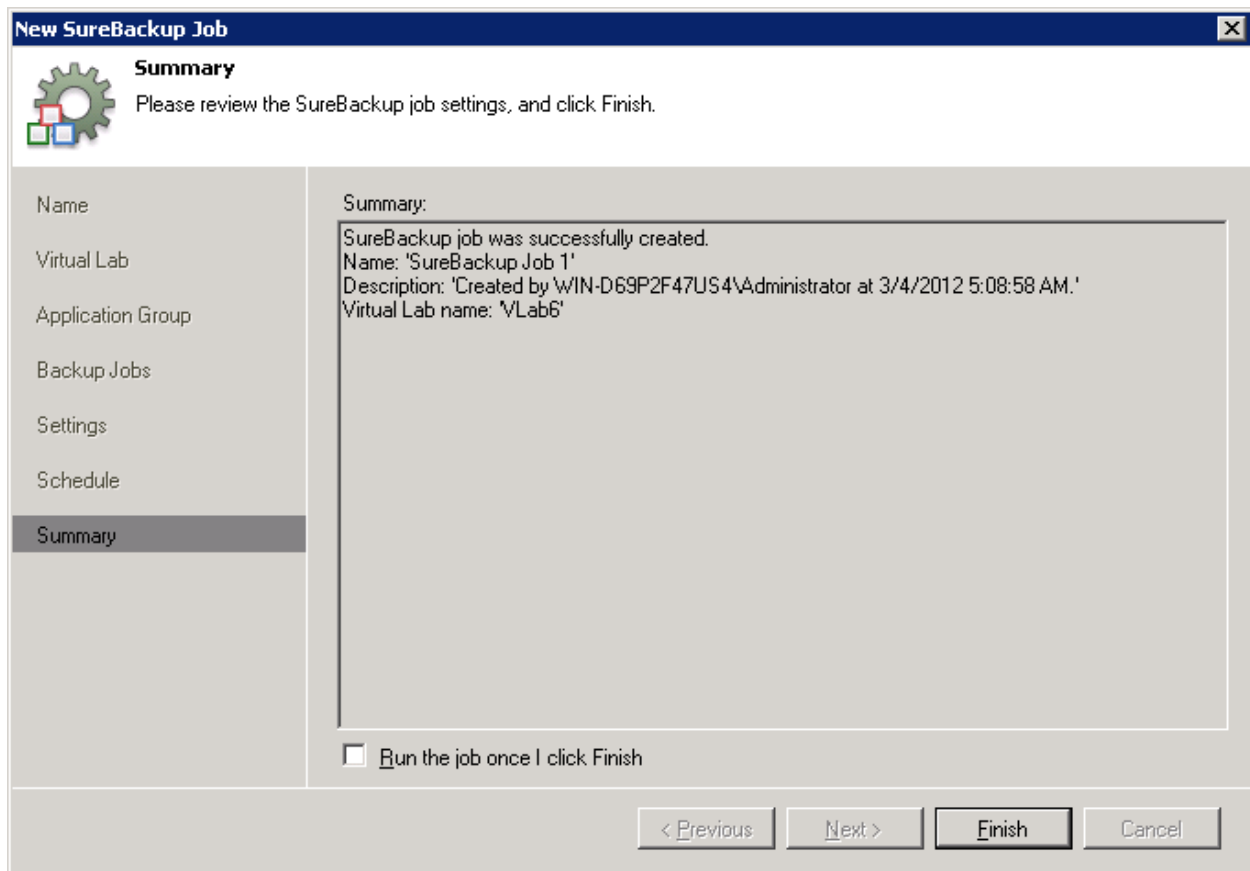 New SureBackup Job
Summary
Please review the SureBackup job settings, and click Finish.
Name
Virtual Lab
Application Group
Backup Jobs
Settings
Schedule
Summary
Summary:
SureBackup job was successfully created.
Name: 'SureBackup Job 1'
Description: 'Created by WIN-D69P2F47US4\Administrator at 3/4/2012 5:08:58 AM.'
Virtual Lab name: 'VLab6'
Run the job once I click Finish
< Previous
Next >
Finish
Cancel